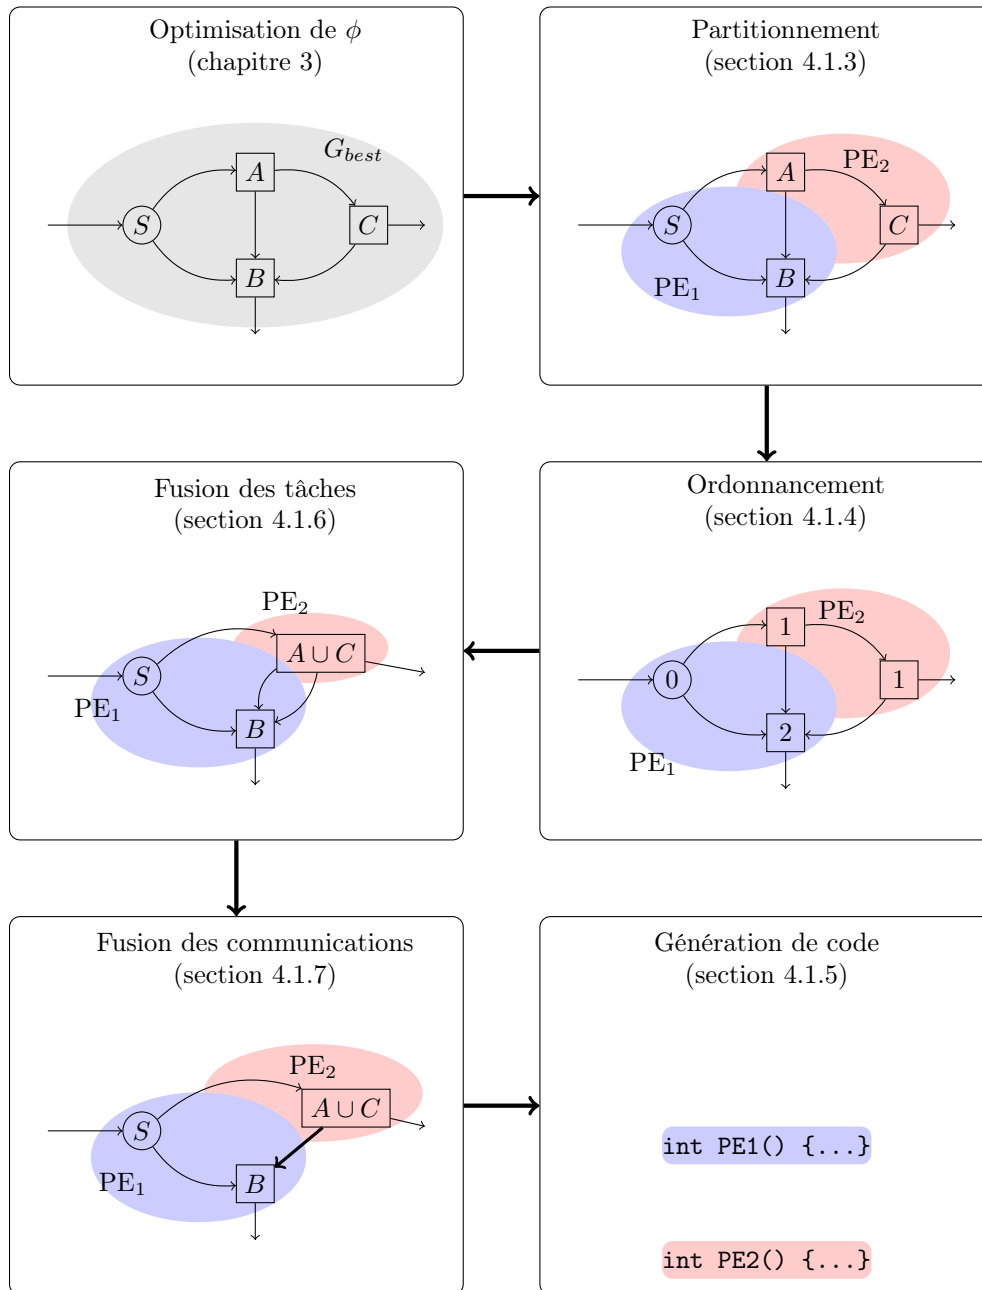 Optimisation de ϕ
(chapitre 3)
G_best
A
S
C
B
Partitionnement
(section 4.1.3)
PE₂
A
S
C
B
PE₁
Fusion des tâches
(section 4.1.6)
PE₂
A ∪ C
S
PE₁
B
Ordonnancement
(section 4.1.4)
PE₂
1
0
1
2
PE₁
Fusion des communications
(section 4.1.7)
PE₂
A ∪ C
S
PE₁
B
Génération de code
(section 4.1.5)
int PE1() {...}
int PE2() {...}